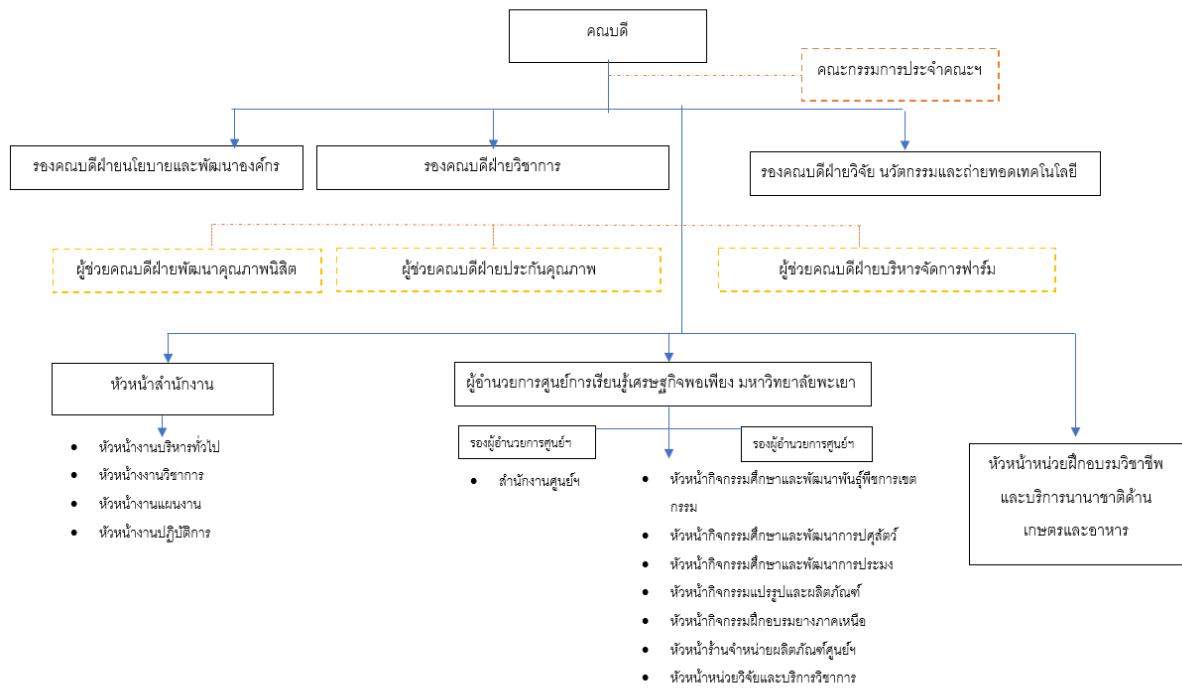 คณบดี
คณะกรรมการประจำคณะฯ
รองคณบดีฝ่ายนโยบายและพัฒนาองค์กร
รองคณบดีฝ่ายวิชาการ
รองคณบดีฝ่ายวิจัย นวัตกรรมและถ่ายทอดเทคโนโลยี
ผู้ช่วยคณบดีฝ่ายพัฒนาคุณภาพนิสิต
ผู้ช่วยคณบดีฝ่ายประกันคุณภาพ
ผู้ช่วยคณบดีฝ่ายบริหารจัดการฟาร์ม
หัวหน้าสำนักงาน
• หัวหน้างานบริหารทั่วไป
• หัวหน้างงานวิชาการ
• หัวหน้างานแผนงาน
• หัวหน้างานปฏิบัติการ
ผู้อำนวยการศูนย์การเรียนรู้เศรษฐกิจพอเพียง มหาวิทยาลัยพะเยา
รองผู้อำนวยการศูนย์ฯ
• สำนักงานศูนย์ฯ
รองผู้อำนวยการศูนย์ฯ
• หัวหน้ากิจกรรมศึกษาและพัฒนาพันธุ์พืชการเขต
กรรม
• หัวหน้ากิจกรรมศึกษาและพัฒนาการปศุสัตว์
• หัวหน้ากิจกรรมศึกษาและพัฒนาการประมง
• หัวหน้ากิจกรรมแปรรูปและผลิตภัณฑ์
• หัวหน้ากิจกรรมฝึกอบรมยางภาคเหนือ
• หัวหน้าร้านจำหน่ายผลิตภัณฑ์ศูนย์ฯ
• หัวหน้าหน่วยวิจัยและบริการวิชาการ
หัวหน้าหน่วยฝึกอบรมวิชาชีพ
และบริการนานาชาติด้าน
เกษตรและอาหาร